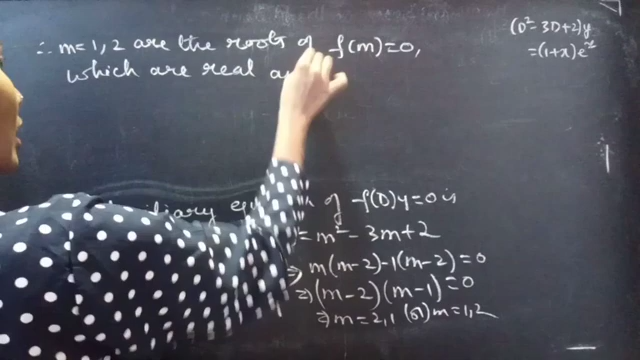 ∴ m=1,2 are the roots of f(m)=0,
which are real
(D²-3D+2)y
=(1+x)e⁻ˣ
of f(D)y=0 is
= m²-3m+2
⇒ m(m-2)-1(m-2)=0
⇒ (m-2)(m-1)=0
⇒ m=2,1 (or) m=1,2